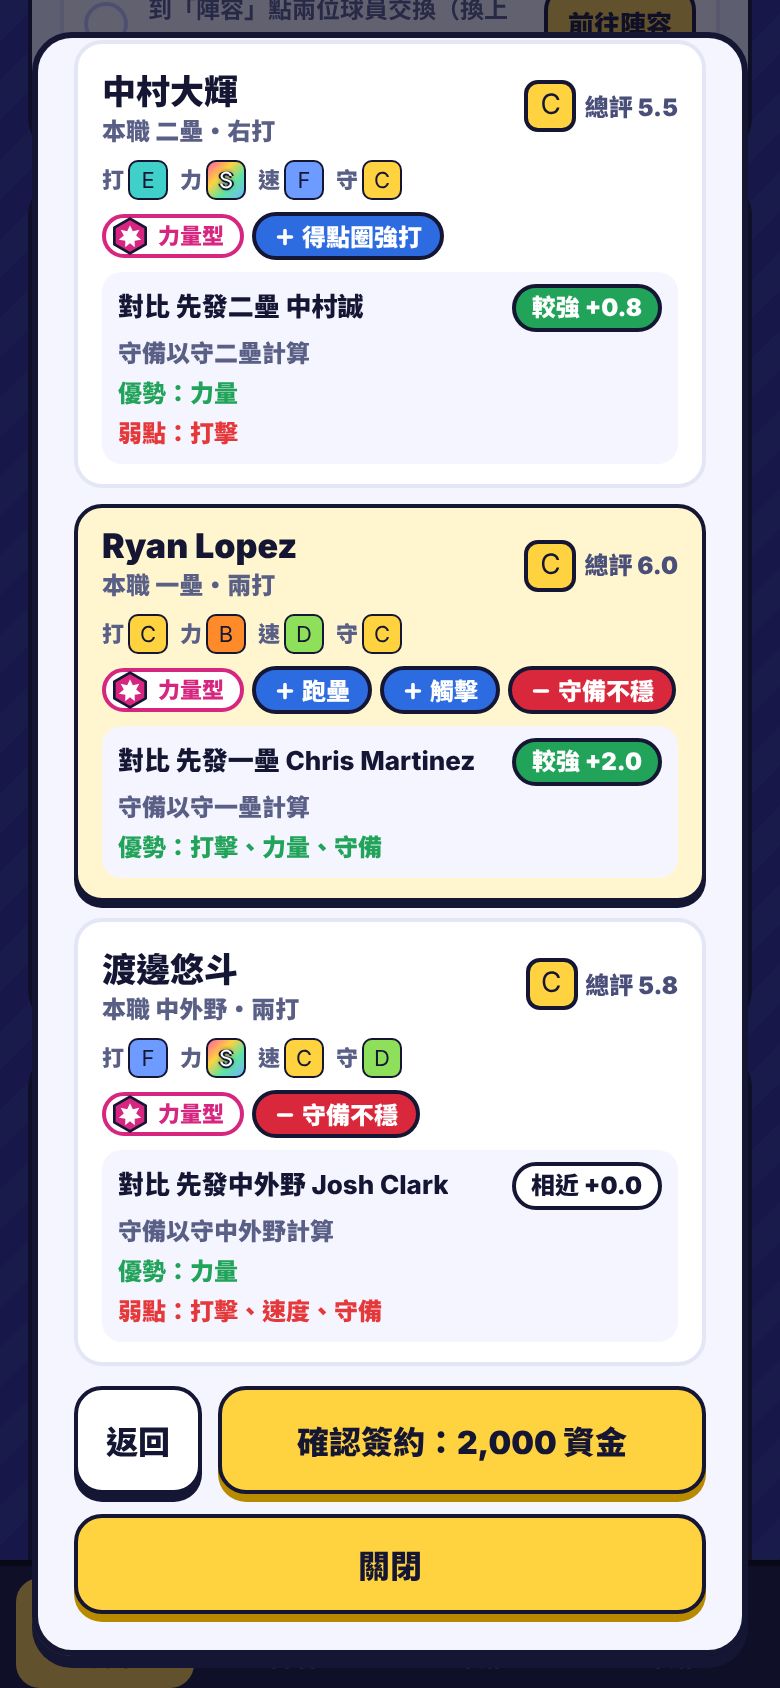 到「陣容」點兩位球員交換（換上
前往陣容
中村大輝
本職 二壘・右打
C 總評 5.5
打 E 力 S 速 F 守 C
力量型 + 得點圈強打
對比 先發二壘 中村誠 較強 +0.8
守備以守二壘計算
優勢：力量
弱點：打擊
Ryan Lopez
本職 一壘・兩打
C 總評 6.0
打 C 力 B 速 D 守 C
力量型 + 跑壘 + 觸擊 − 守備不穩
對比 先發一壘 Chris Martinez 較強 +2.0
守備以守一壘計算
優勢：打擊、力量、守備
渡邊悠斗
本職 中外野・兩打
C 總評 5.8
打 F 力 S 速 C 守 D
力量型 − 守備不穩
對比 先發中外野 Josh Clark 相近 +0.0
守備以守中外野計算
優勢：力量
弱點：打擊、速度、守備
返回 確認簽約：2,000 資金
關閉